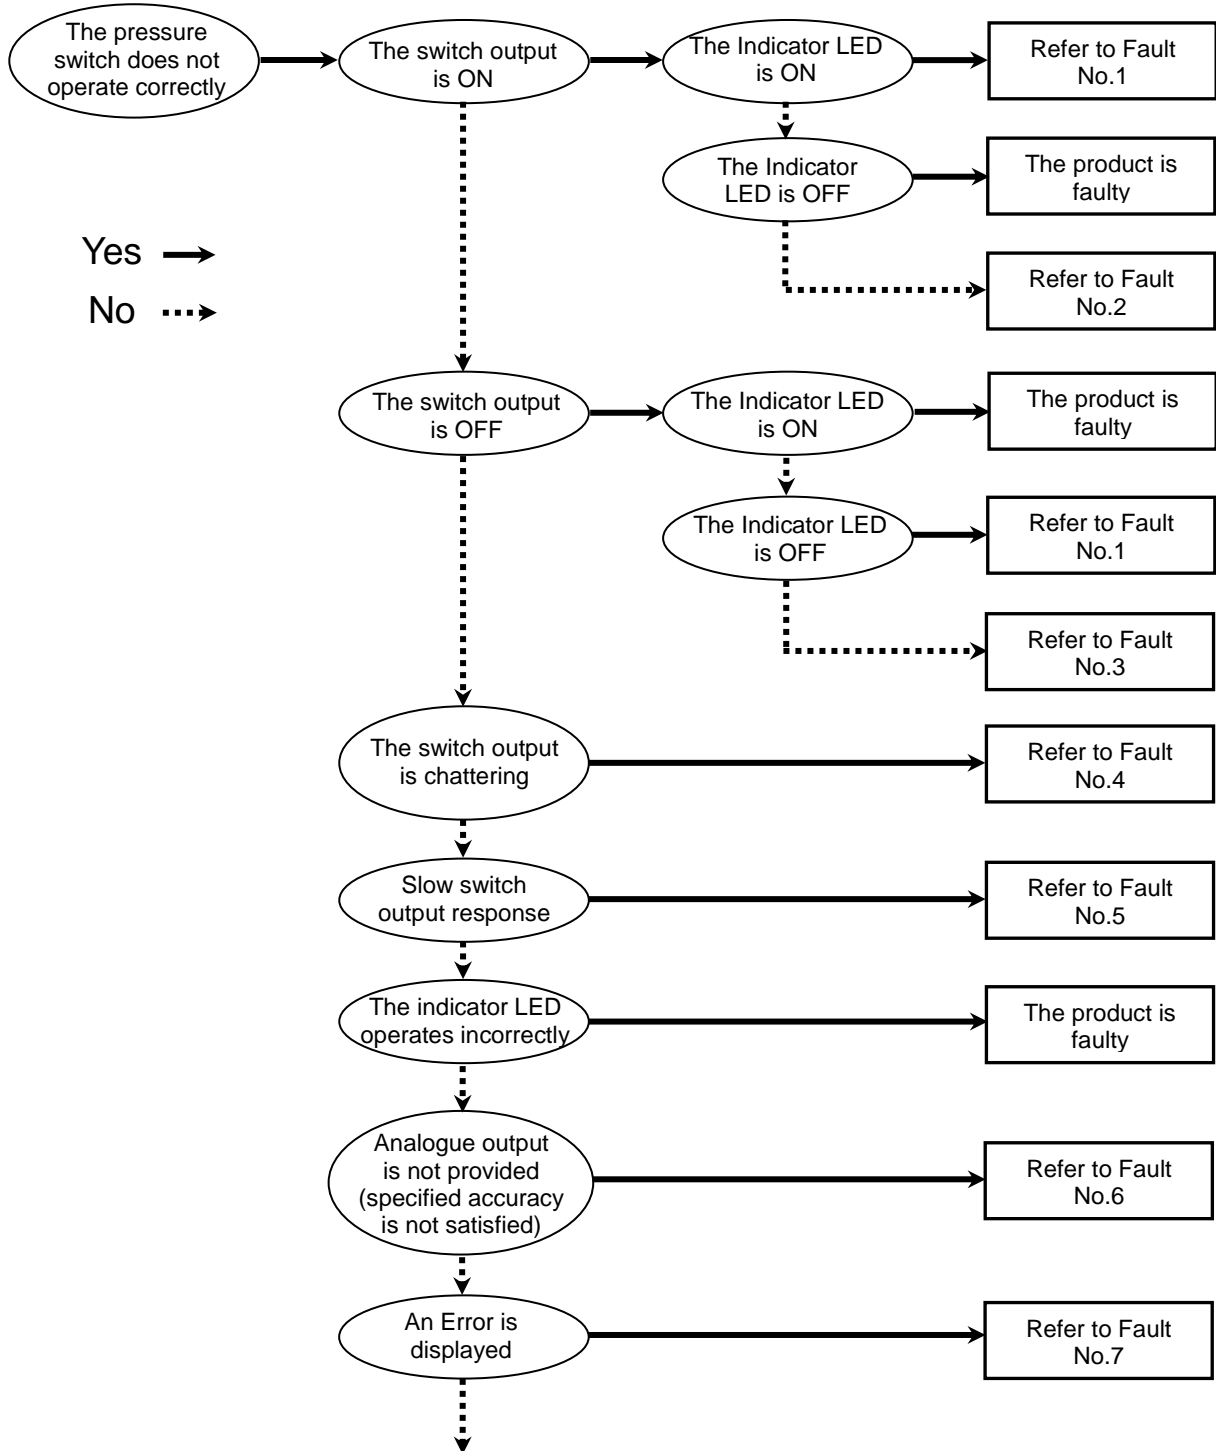 The pressure
switch does not
operate correctly
The switch output
is ON
The Indicator LED
is ON
Refer to Fault
No.1
The Indicator
LED is OFF
The product is
faulty
Yes
No
Refer to Fault
No.2
The switch output
is OFF
The Indicator LED
is ON
The product is
faulty
The Indicator LED
is OFF
Refer to Fault
No.1
Refer to Fault
No.3
The switch output
is chattering
Refer to Fault
No.4
Slow switch
output response
Refer to Fault
No.5
The indicator LED
operates incorrectly
The product is
faulty
Analogue output
is not provided
(specified accuracy
is not satisfied)
Refer to Fault
No.6
An Error is
displayed
Refer to Fault
No.7